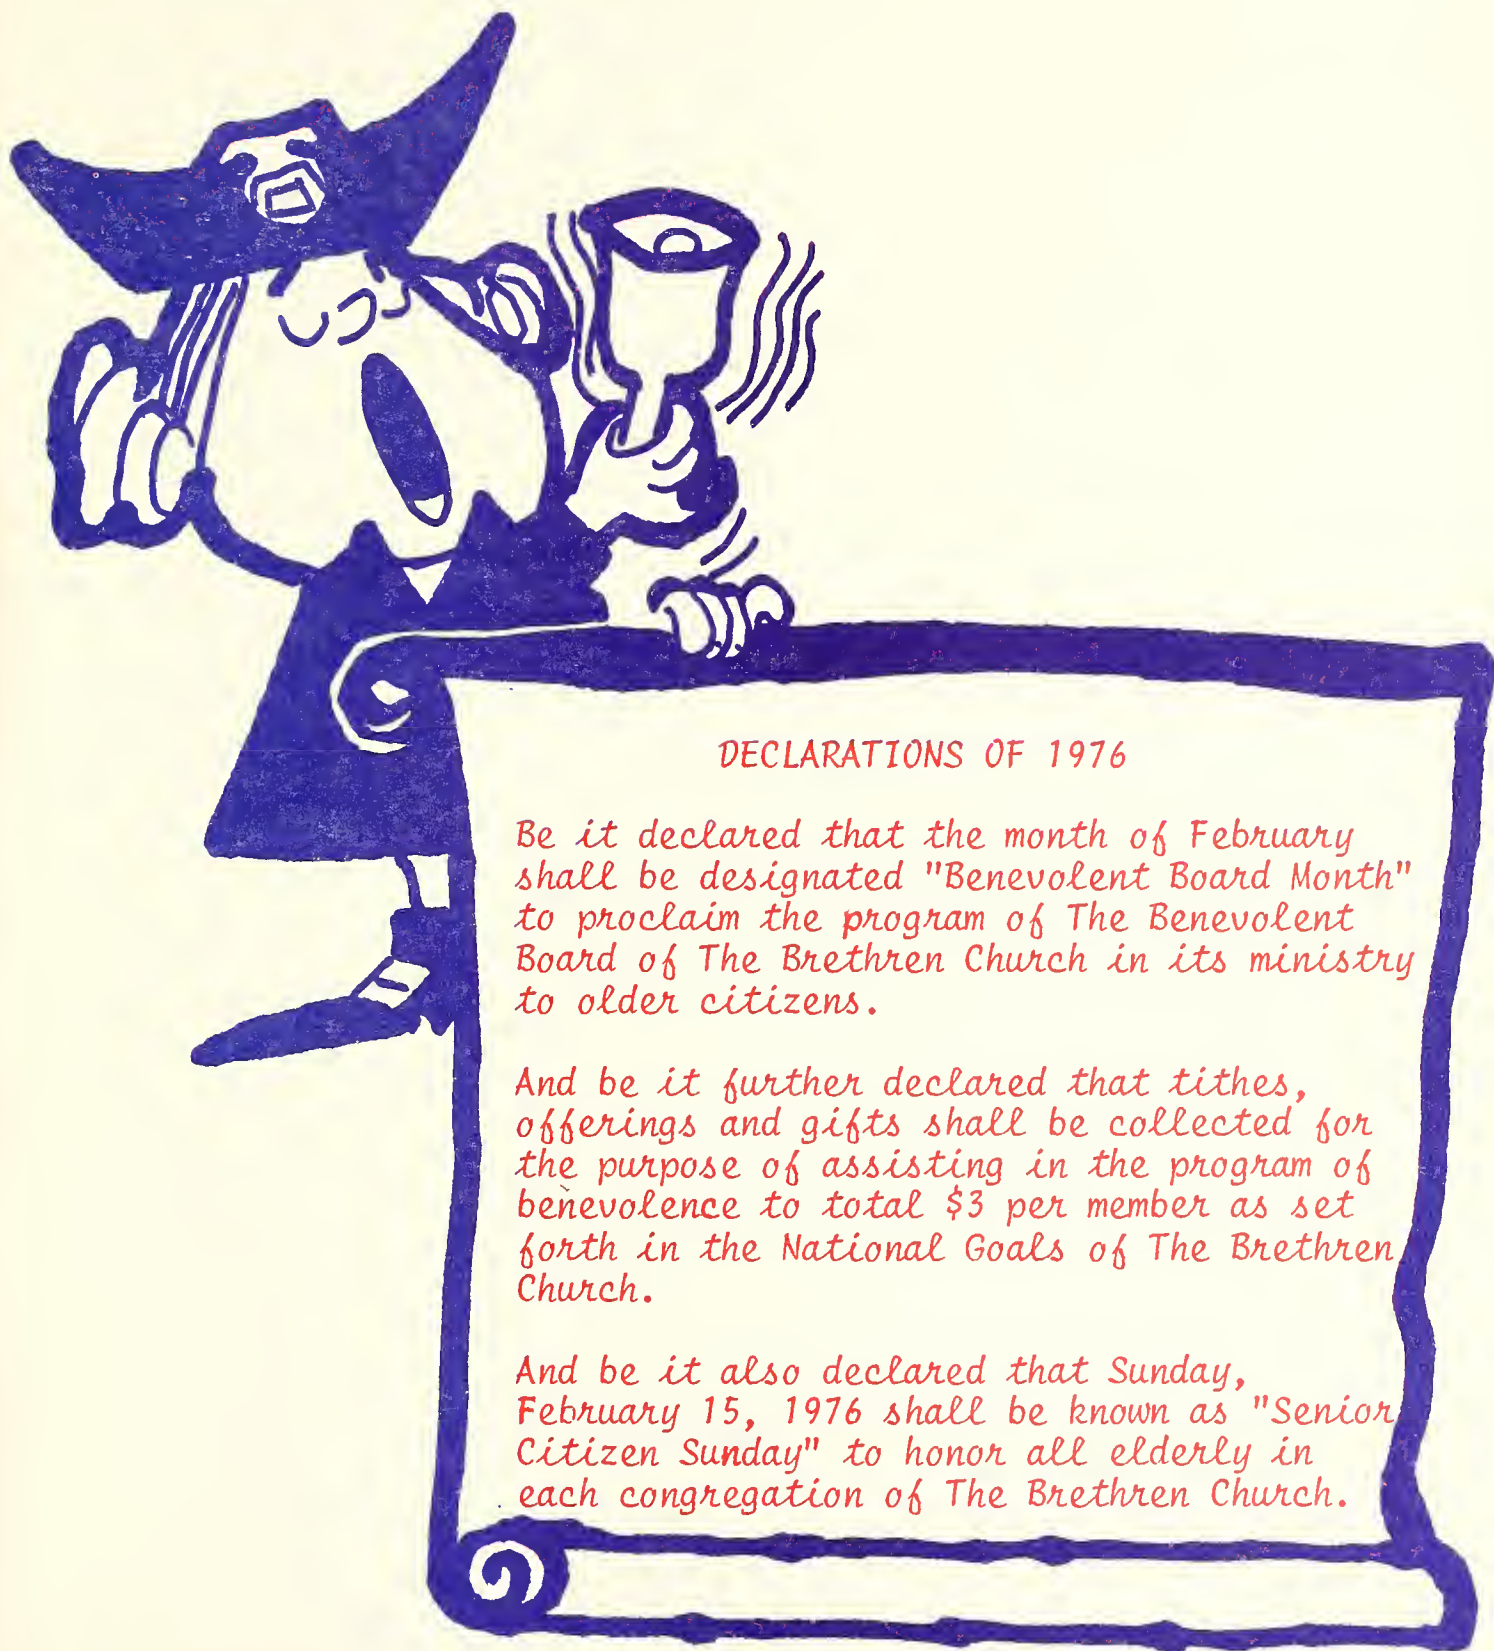 DECLARATIONS OF 1976
Be it declared that the month of February
shall be designated "Benevolent Board Month"
to proclaim the program of The Benevolent
Board of The Brethren Church in its ministry
to older citizens.
And be it further declared that tithes,
offerings and gifts shall be collected for
the purpose of assisting in the program of
benevolence to total $3 per member as set
forth in the National Goals of The Brethren
Church.
And be it also declared that Sunday,
February 15, 1976 shall be known as "Senior
Citizen Sunday" to honor all elderly in
each congregation of The Brethren Church.